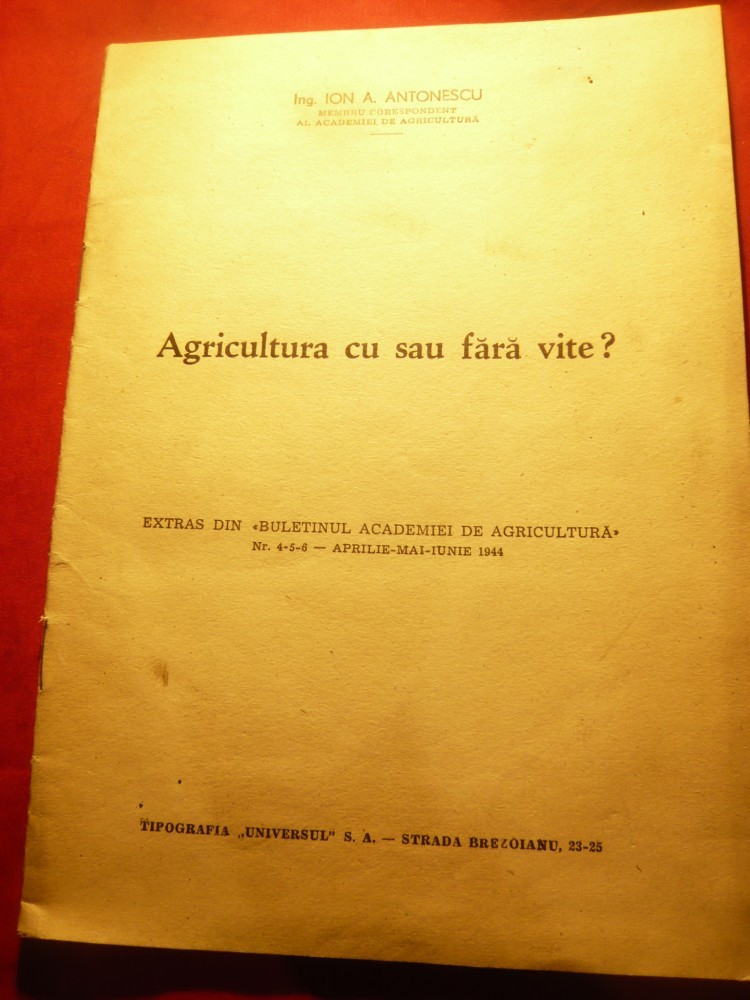 Ing. ION A. ANTONESCU
MEMBRU CORESPONDENT
AL ACADEMIEI DE AGRICULTURĂ
Agricultura cu sau fără vite?
EXTRAS DIN «BULETINUL ACADEMIEI DE AGRICULTURĂ»
Nr. 4-5-6 — APRILIE-MAI-IUNIE 1944
TIPOGRAFIA „UNIVERSUL" S. A. — STRADA BREZOIANU, 23-25